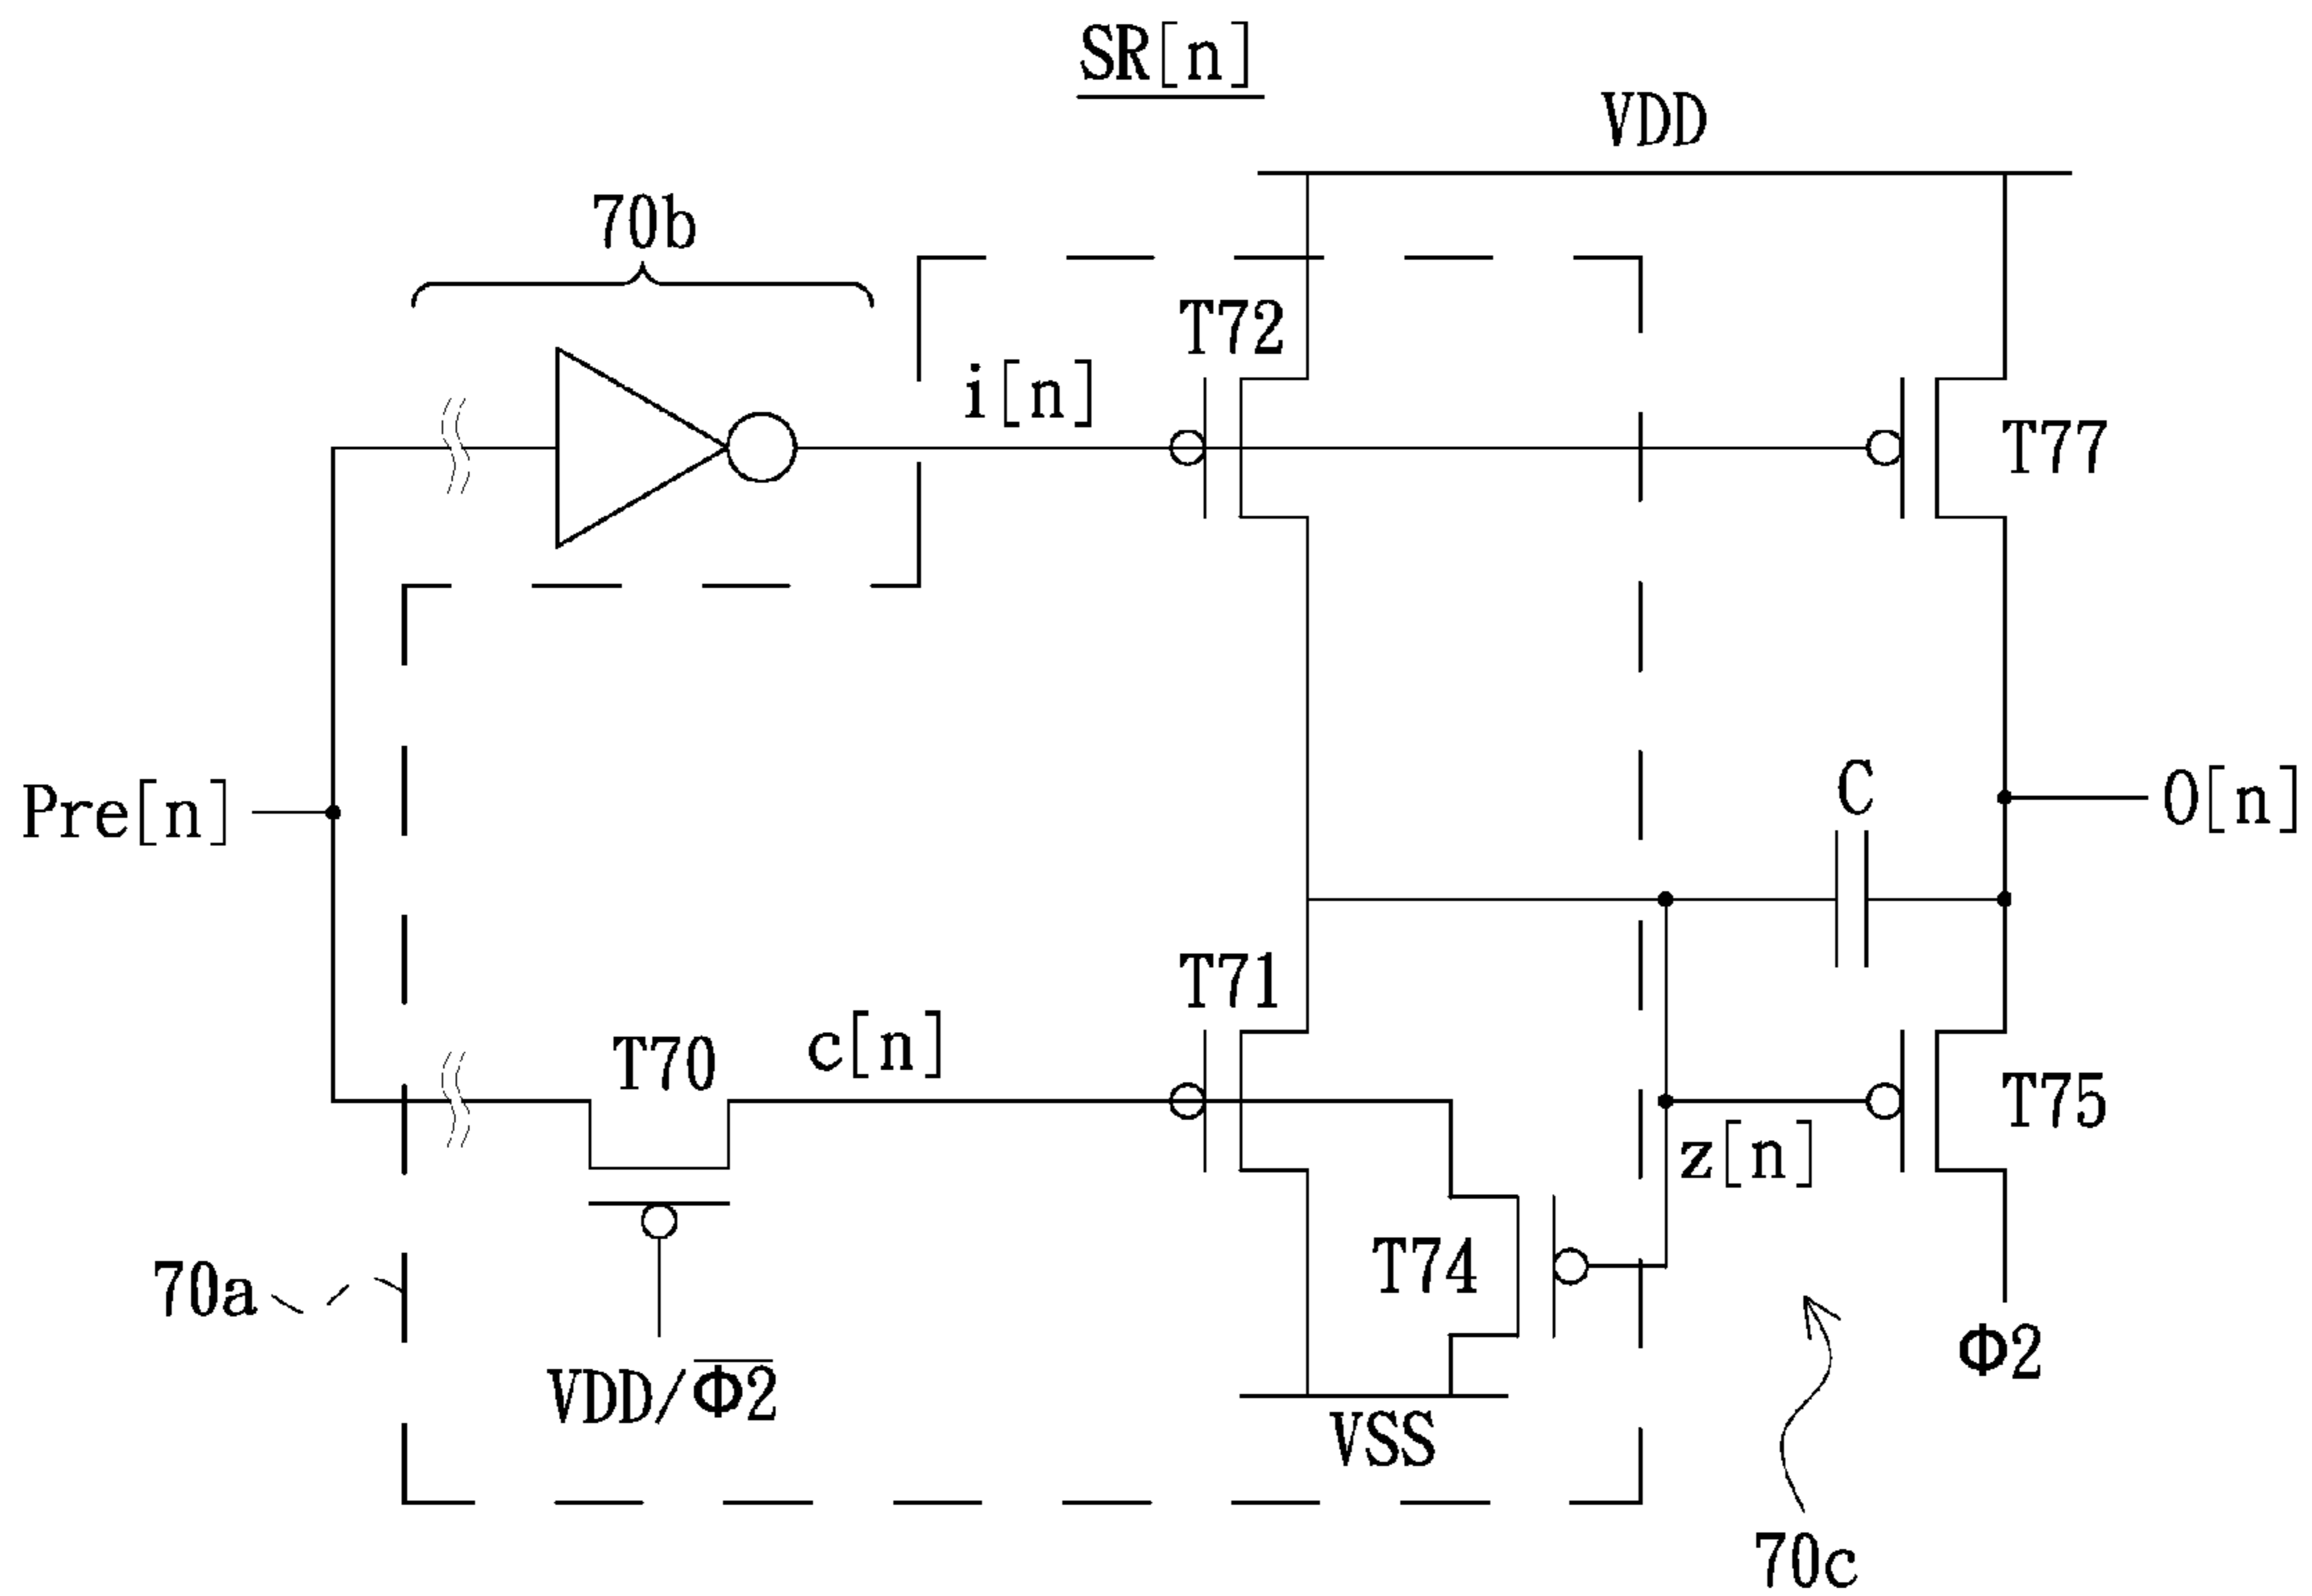 SR[n]
VDD
70b
T72
i[n]
T77
Pre[n]
C
O[n]
T71
c[n]
T70
T75
z[n]
T74
70a
VDD/Φ2̅
Φ2
VSS
70c